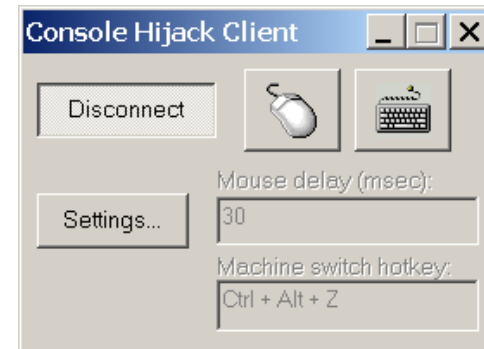 Console Hijack Client
Disconnect
Mouse delay (msec):
Settings...
30
Machine switch hotkey:
Ctrl + Alt + Z